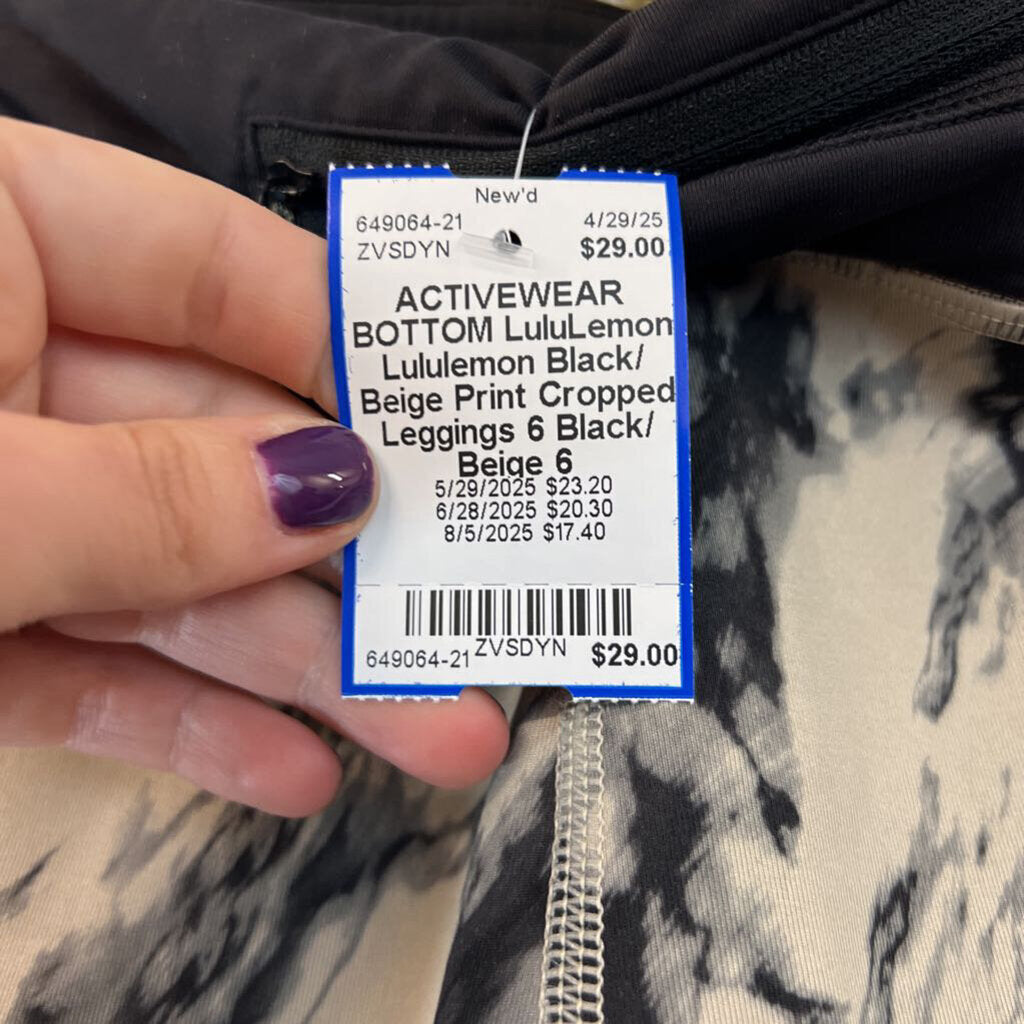 New'd
649064-21 4/29/25
ZVSDYN $29.00
ACTIVEWEAR
BOTTOM LuluLemon
Lululemon Black/
Beige Print Cropped
Leggings 6 Black/
Beige 6
5/29/2025 $23.20
6/28/2025 $20.30
8/5/2025 $17.40
649064-21 ZVSDYN $29.00